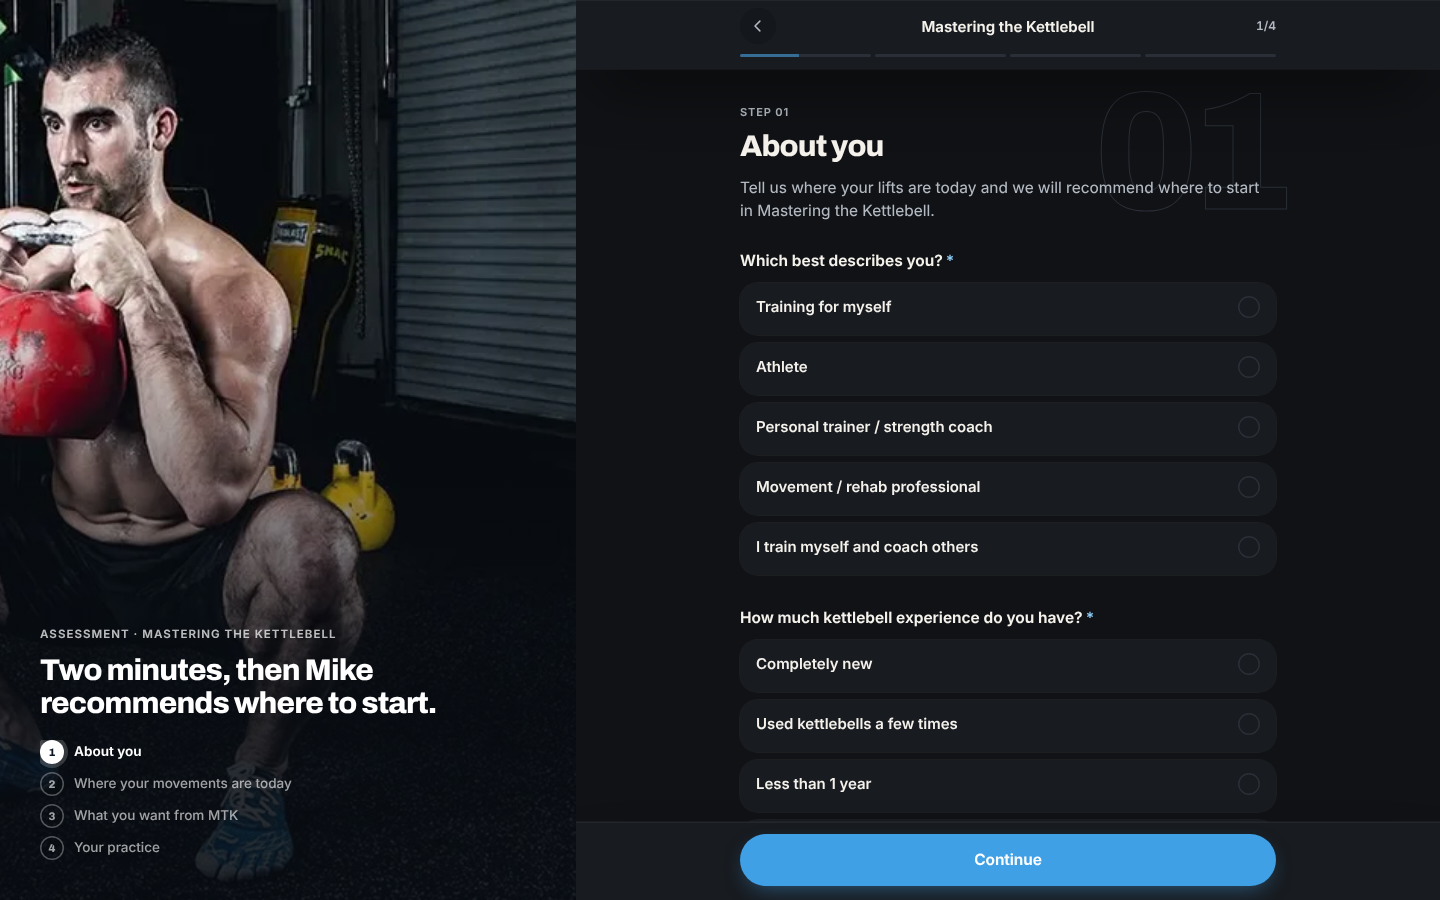 Mastering the Kettlebell
1/4
STEP 01
01
About you
Tell us where your lifts are today and we will recommend where to start
in Mastering the Kettlebell.
Which best describes you? *
Training for myself
Athlete
Personal trainer / strength coach
Movement / rehab professional
I train myself and coach others
How much kettlebell experience do you have? *
Completely new
Used kettlebells a few times
Less than 1 year
Continue
ASSESSMENT · MASTERING THE KETTLEBELL
Two minutes, then Mike
recommends where to start.
1 About you
2 Where your movements are today
3 What you want from MTK
4 Your practice